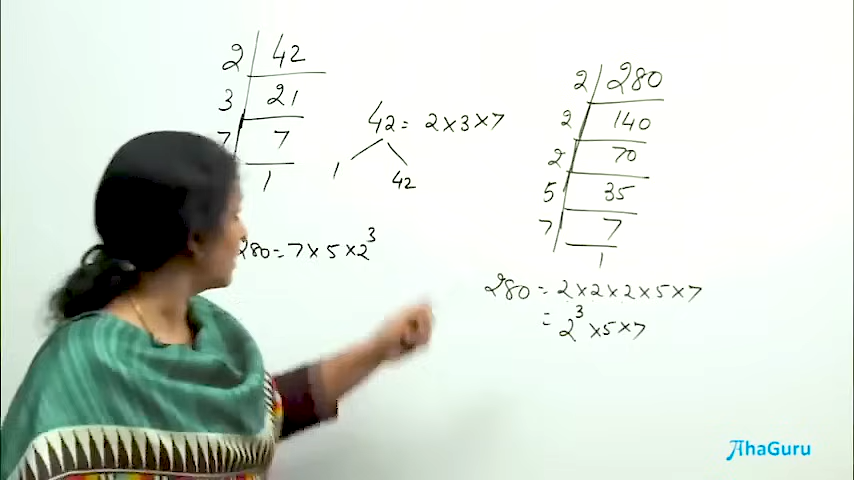 2 | 42
3 | 21
7 | 7
1
42 = 2 x 3 x 7
1 42
280 = 7 x 5 x 2³
2 | 280
2 | 140
2 | 70
5 | 35
7 | 7
1
280 = 2 x 2 x 2 x 5 x 7
= 2³ x 5 x 7
AhaGuru